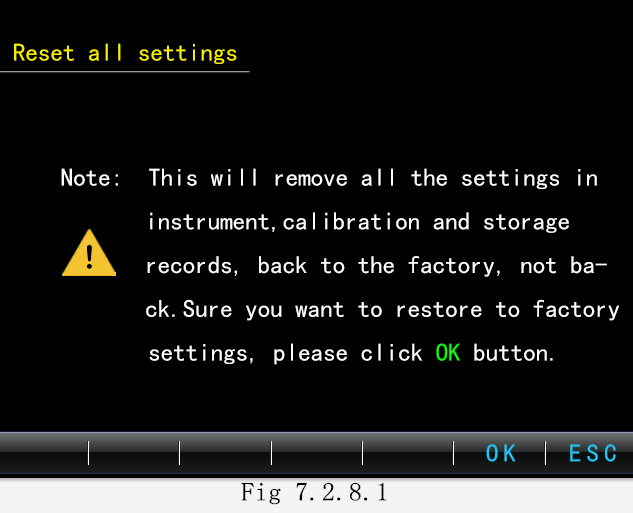 Reset all settings
Note: This will remove all the settings in
instrument,calibration and storage
records, back to the factory, not ba-
ck.Sure you want to restore to factory
settings, please click OK button.
OK ESC
Fig 7.2.8.1